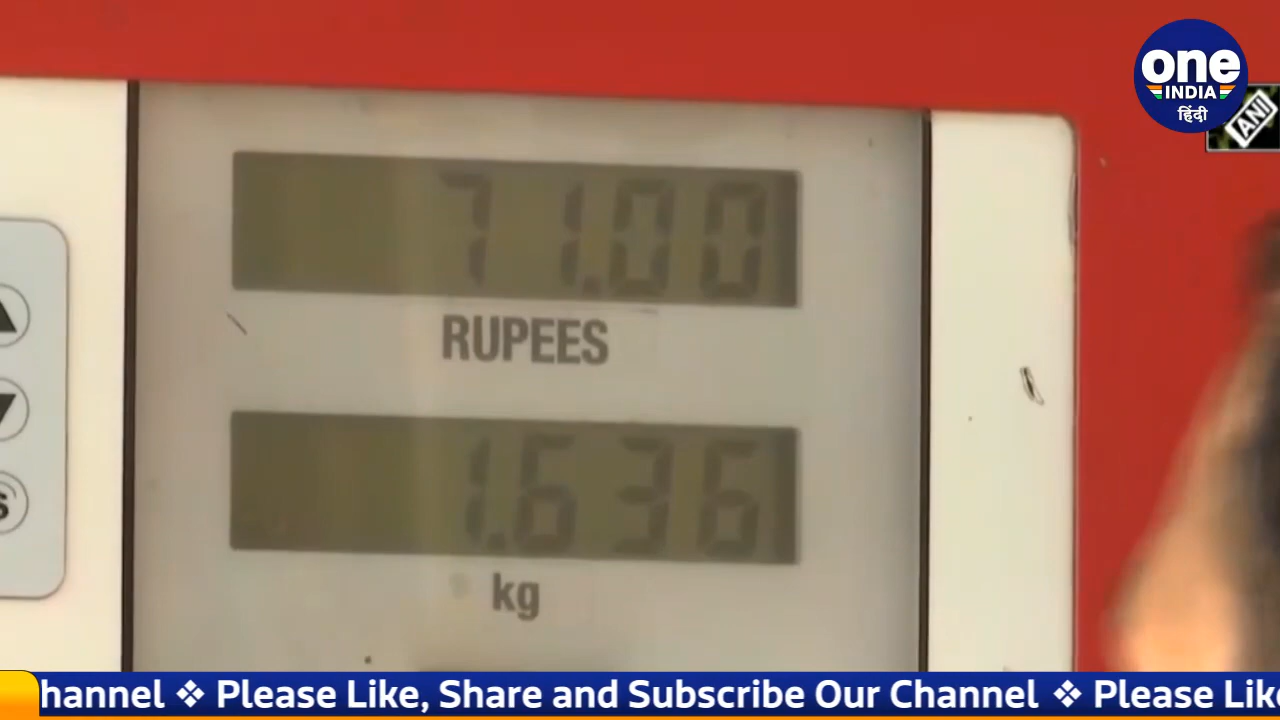 one
INDIA
हिंदी
ANI
71.00
RUPEES
1.636
kg
S
hannel ❖ Please Like, Share and Subscribe Our Channel ❖ Please Like